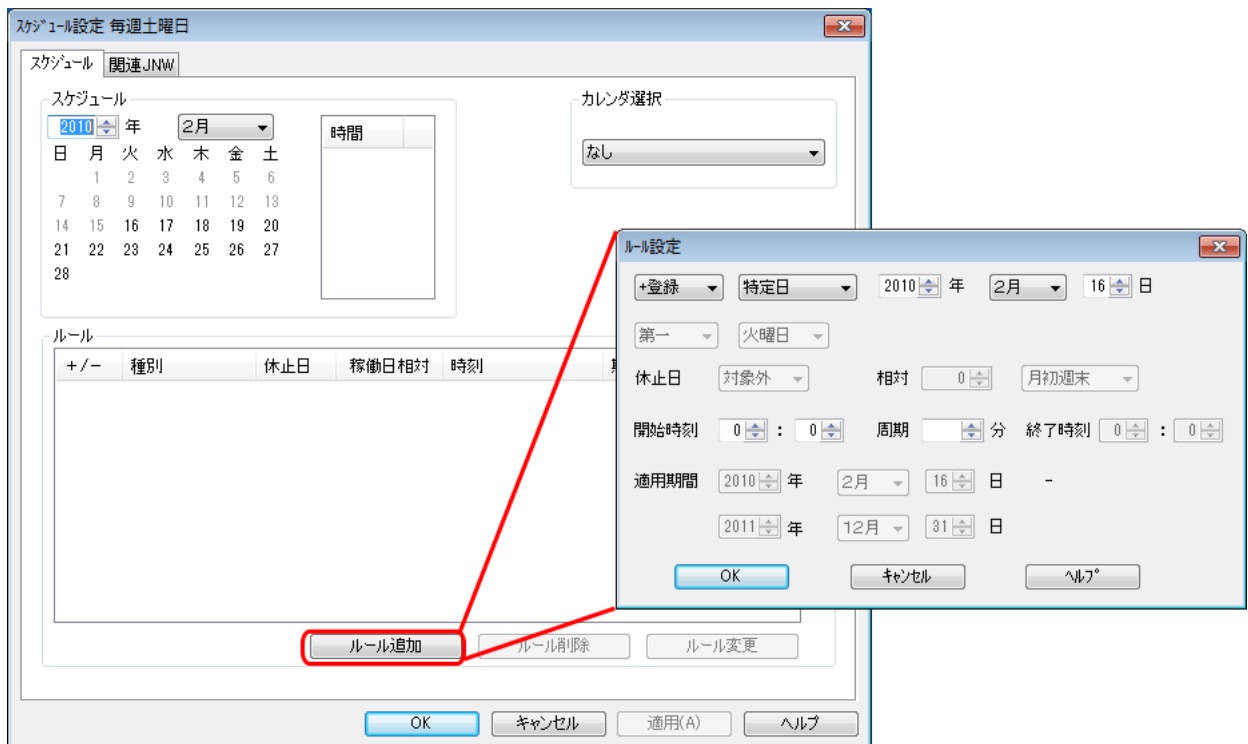 スケジュール設定 毎週土曜日
スケジュール 関連JNW
スケジュール
2010 年 2月
日 月 火 水 木 金 土
1 2 3 4 5 6
7 8 9 10 11 12 13
14 15 16 17 18 19 20
21 22 23 24 25 26 27
28
時間
カレンダ選択
なし
ルール
+/- 種別 休止日 稼働日相対 時刻
ルール追加 ルール削除 ルール変更
OK キャンセル 適用(A) ヘルプ
ルール設定
+登録 特定日 2010 年 2月 16 日
第一 火曜日
休止日 対象外 相対 0 月初週末
開始時刻 0 : 0 周期 分 終了時刻 0 : 0
適用期間 2010 年 2月 16 日 -
2011 年 12月 31 日
OK キャンセル ヘルプ